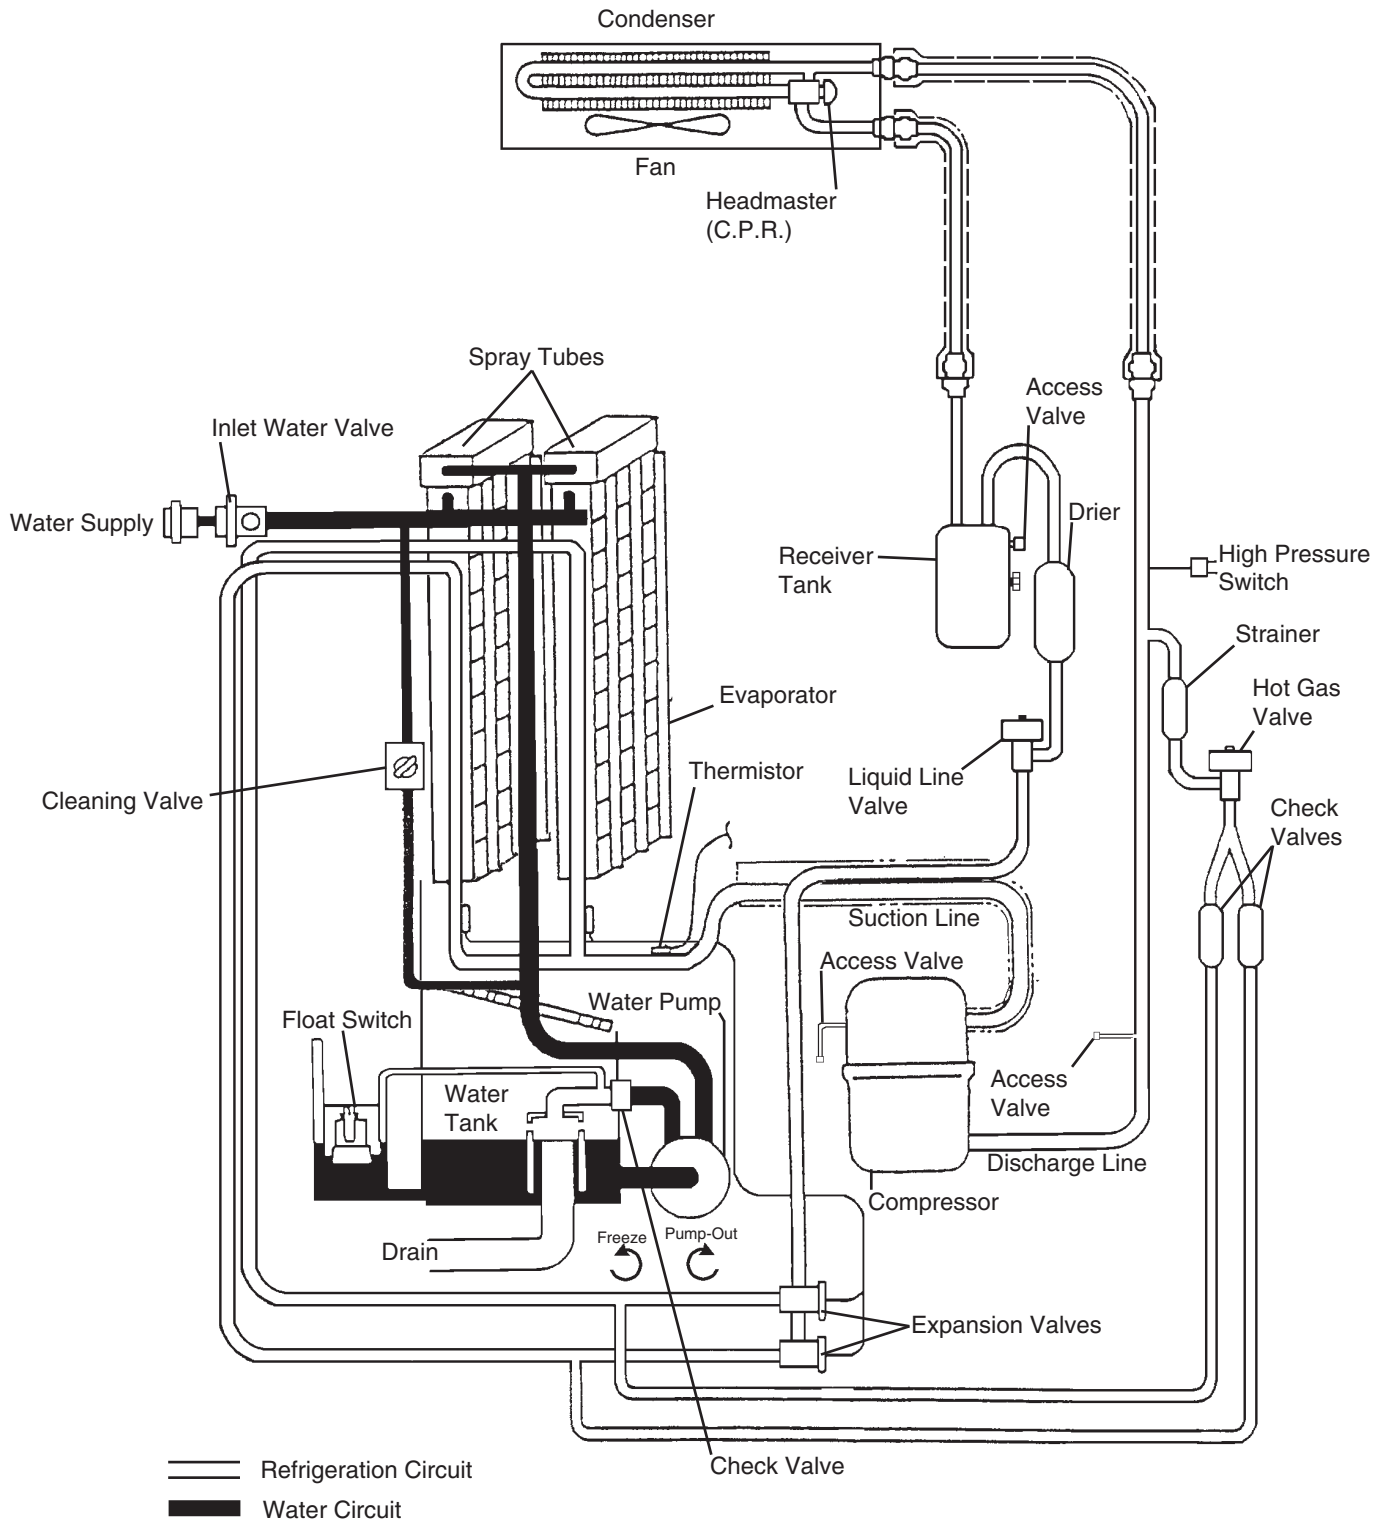 Condenser
Fan
Headmaster
(C.P.R.)
Spray Tubes
Access
Valve
Inlet Water Valve
Water Supply
Drier
Receiver
Tank
High Pressure
Switch
Strainer
Evaporator
Hot Gas
Valve
Thermistor
Liquid Line
Valve
Cleaning Valve
Check
Valves
Suction Line
Access Valve
Water Pump
Float Switch
Water
Tank
Access
Valve
Discharge Line
Compressor
Drain
Freeze
Pump-Out
Expansion Valves
Check Valve
Refrigeration Circuit
Water Circuit